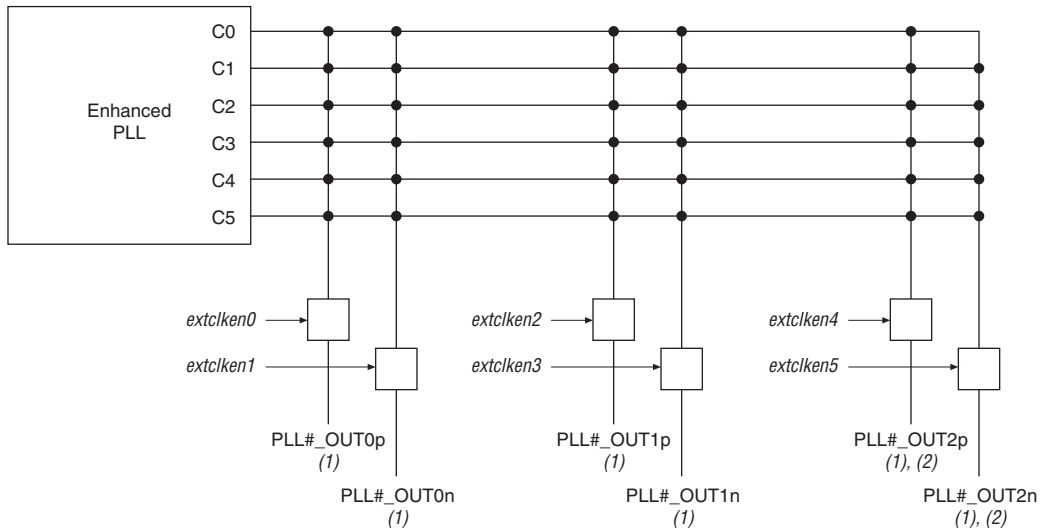 C0
C1
Enhanced
PLL
C2
C3
C4
C5
extclken0
extclken2
extclken4
extclken1
extclken3
extclken5
PLL#_OUT0p
(1)
PLL#_OUT1p
(1)
PLL#_OUT2p
(1), (2)
PLL#_OUT0n
(1)
PLL#_OUT1n
(1)
PLL#_OUT2n
(1), (2)